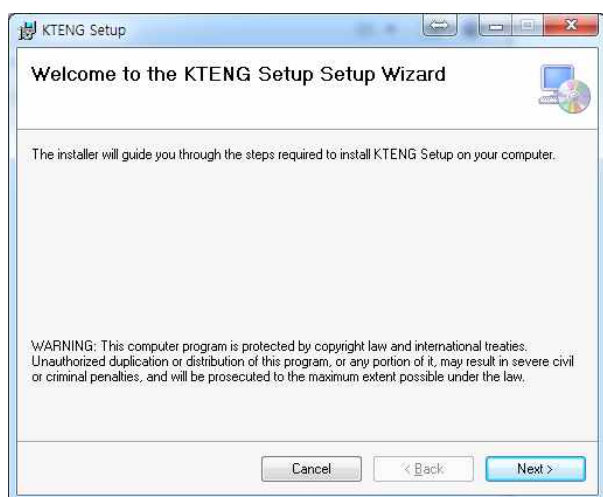 KTENG Setup
Welcome to the KTENG Setup Setup Wizard
The installer will guide you through the steps required to install KTENG Setup on your computer.
WARNING: This computer program is protected by copyright law and international treaties.
Unauthorized duplication or distribution of this program, or any portion of it, may result in severe civil
or criminal penalties, and will be prosecuted to the maximum extent possible under the law.
Cancel
< Back
Next >